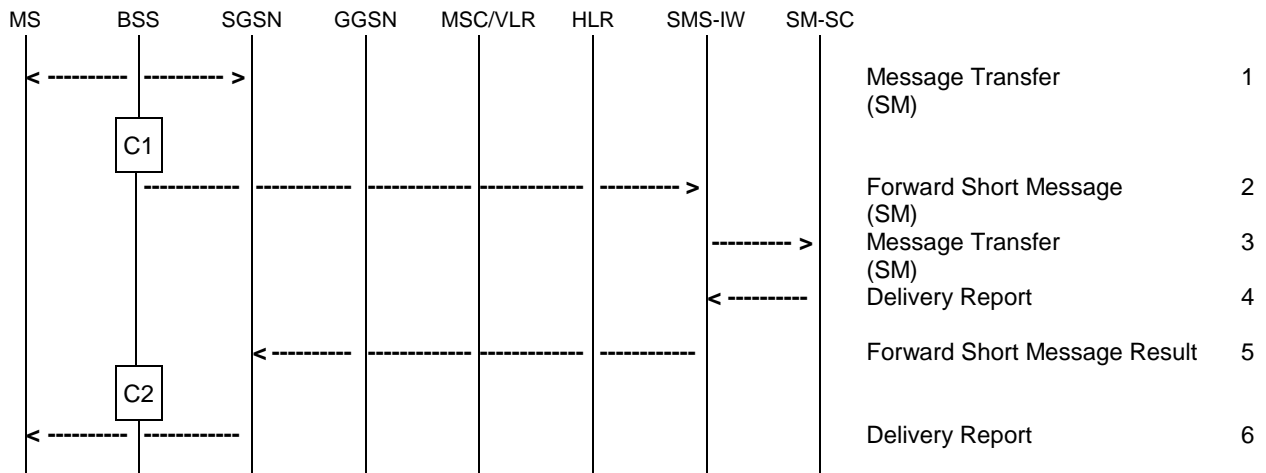 MS BSS SGSN GGSN MSC/VLR HLR SMS-IW SM-SC
Message Transfer 1
(SM)
C1
Forward Short Message 2
(SM)
Message Transfer 3
(SM)
Delivery Report 4
Forward Short Message Result 5
C2
Delivery Report 6